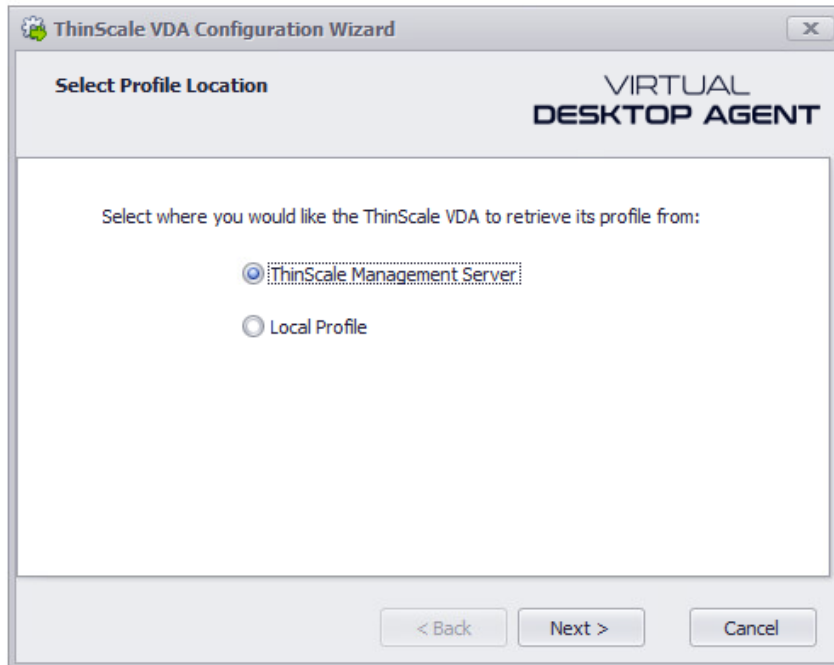 ThinScale VDA Configuration Wizard
Select Profile Location
VIRTUAL
DESKTOP AGENT
Select where you would like the ThinScale VDA to retrieve its profile from:
ThinScale Management Server
Local Profile
< Back
Next >
Cancel